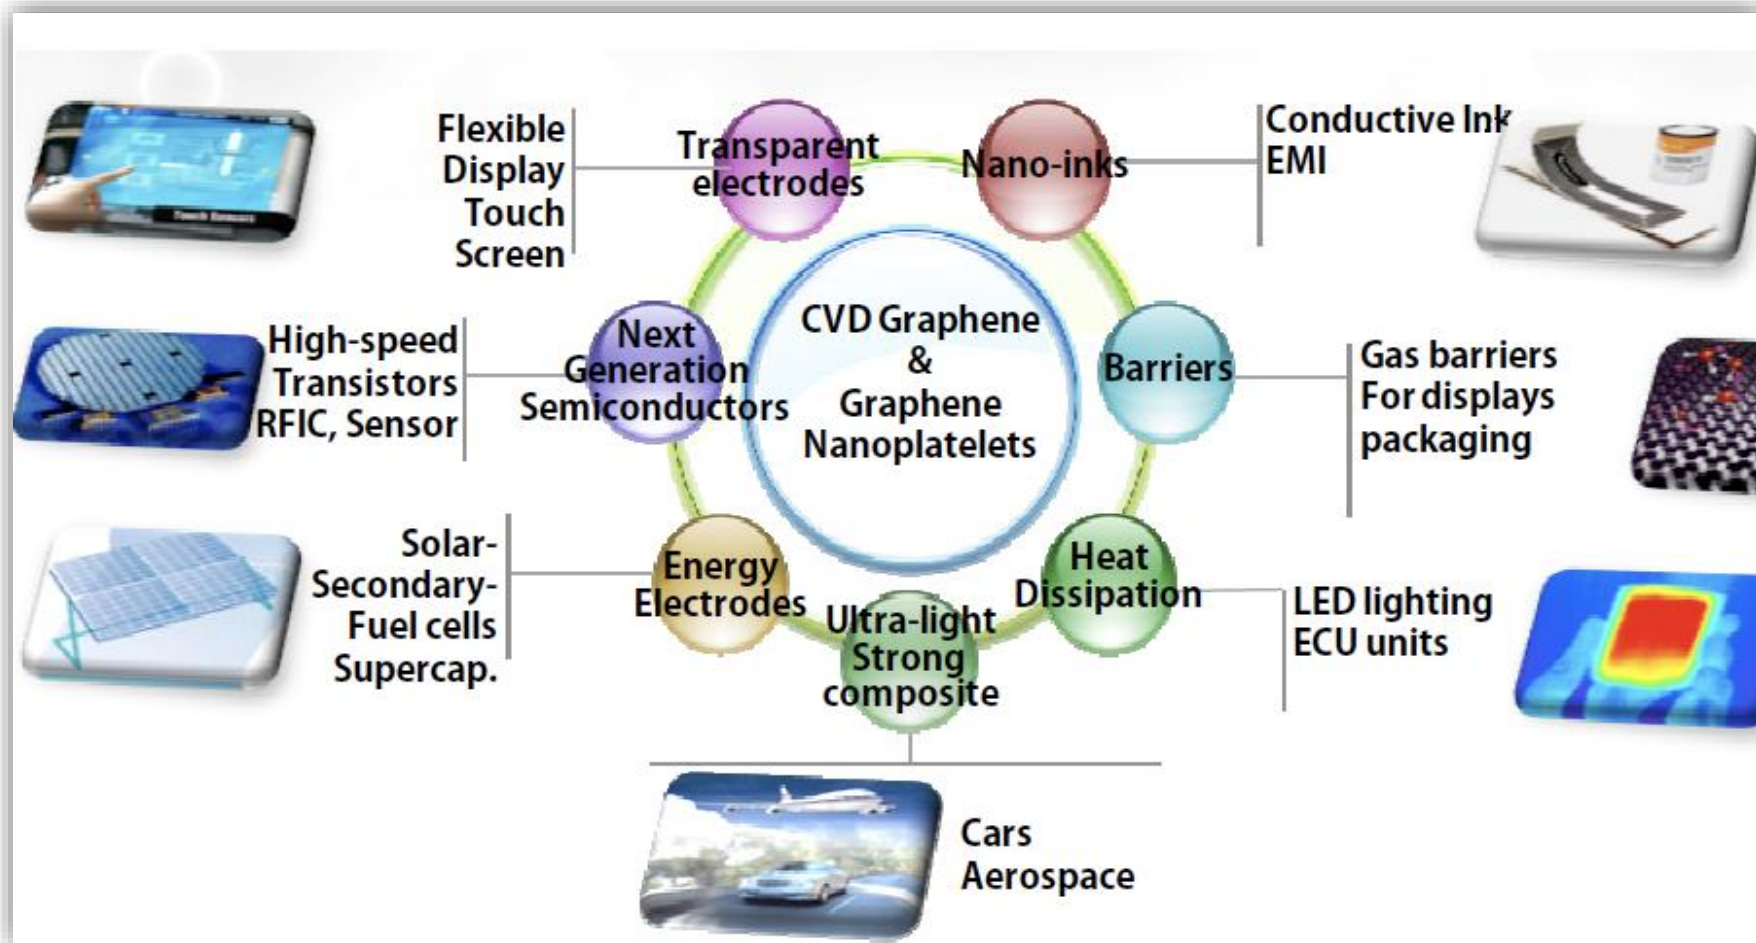 Flexible
Display
Touch
Screen
Transparent
electrodes
Nano-inks
Conductive Ink
EMI
Touch Sensors
High-speed
Transistors
RFIC, Sensor
Next
Generation
Semiconductors
CVD Graphene
&
Graphene
Nanoplatelets
Barriers
Gas barriers
For displays
packaging
Solar-
Secondary-
Fuel cells
Supercap.
Energy
Electrodes
Ultra-light
Strong
composite
Heat
Dissipation
LED lighting
ECU units
Cars
Aerospace